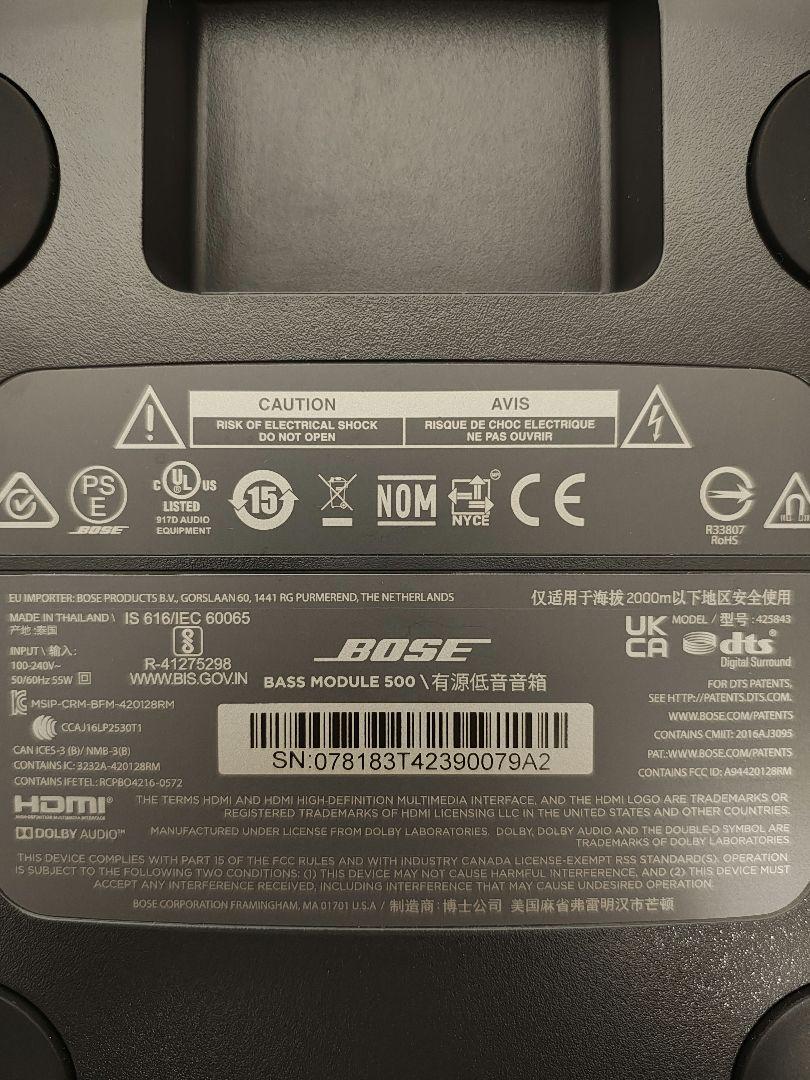 CAUTION AVIS
RISK OF ELECTRICAL SHOCK
DO NOT OPEN
RISQUE DE CHOC ELECTRIQUE
NE PAS OUVRIR
PS
E
BOSE
C UL US
LISTED
917D AUDIO
EQUIPMENT
15
NOM
NYCE
CE
R33807
RoHS
EU IMPORTER: BOSE PRODUCTS B.V., GORSLAAN 60, 1441 RG PURMEREND, THE NETHERLANDS
仅适用于海拔 2000m以下地区安全使用
MADE IN THAILAND \
产地 :泰国
INPUT \ 输入 :
100-240V~
50/60Hz 55W
IS 616/IEC 60065
R-41275298
WWW.BIS.GOV.IN
MSIP-CRM-BFM-420128RM
CCAJ16LP2530T1
CAN ICES-3 (B)/ NMB-3(B)
CONTAINS IC: 3232A-420128RM
CONTAINS IFETEL: RCPBO4216-0572
BOSE
BASS MODULE 500 \有源低音音箱
SN:078183T42390079A2
UK
CA
MODEL / 型号 : 425843
dts
Digital Surround
FOR DTS PATENTS,
SEE HTTP://PATENTS.DTS.COM.
WWW.BOSE.COM/PATENTS
CONTAINS CMIIT: 2016AJ3095
PAT.:WWW.BOSE.COM/PATENTS
CONTAINS FCC ID: A94420128RM
HDMI®
HIGH-DEFINITION MULTIMEDIA INTERFACE
THE TERMS HDMI AND HDMI HIGH-DEFINITION MULTIMEDIA INTERFACE, AND THE HDMI LOGO ARE TRADEMARKS OR
REGISTERED TRADEMARKS OF HDMI LICENSING LLC IN THE UNITED STATES AND OTHER COUNTRIES.
DOLBY AUDIO™
MANUFACTURED UNDER LICENSE FROM DOLBY LABORATORIES. DOLBY, DOLBY AUDIO AND THE DOUBLE-D SYMBOL ARE
TRADEMARKS OF DOLBY LABORATORIES
THIS DEVICE COMPLIES WITH PART 15 OF THE FCC RULES AND WITH INDUSTRY CANADA LICENSE-EXEMPT RSS STANDARD(S). OPERATION
IS SUBJECT TO THE FOLLOWING TWO CONDITIONS: (1) THIS DEVICE MAY NOT CAUSE HARMFUL INTERFERENCE, AND (2) THIS DEVICE MUST
ACCEPT ANY INTERFERENCE RECEIVED, INCLUDING INTERFERENCE THAT MAY CAUSE UNDESIRED OPERATION.
BOSE CORPORATION FRAMINGHAM, MA 01701 U.S.A / 制造商 : 博士公司 美国麻省弗雷明汉市芒顿